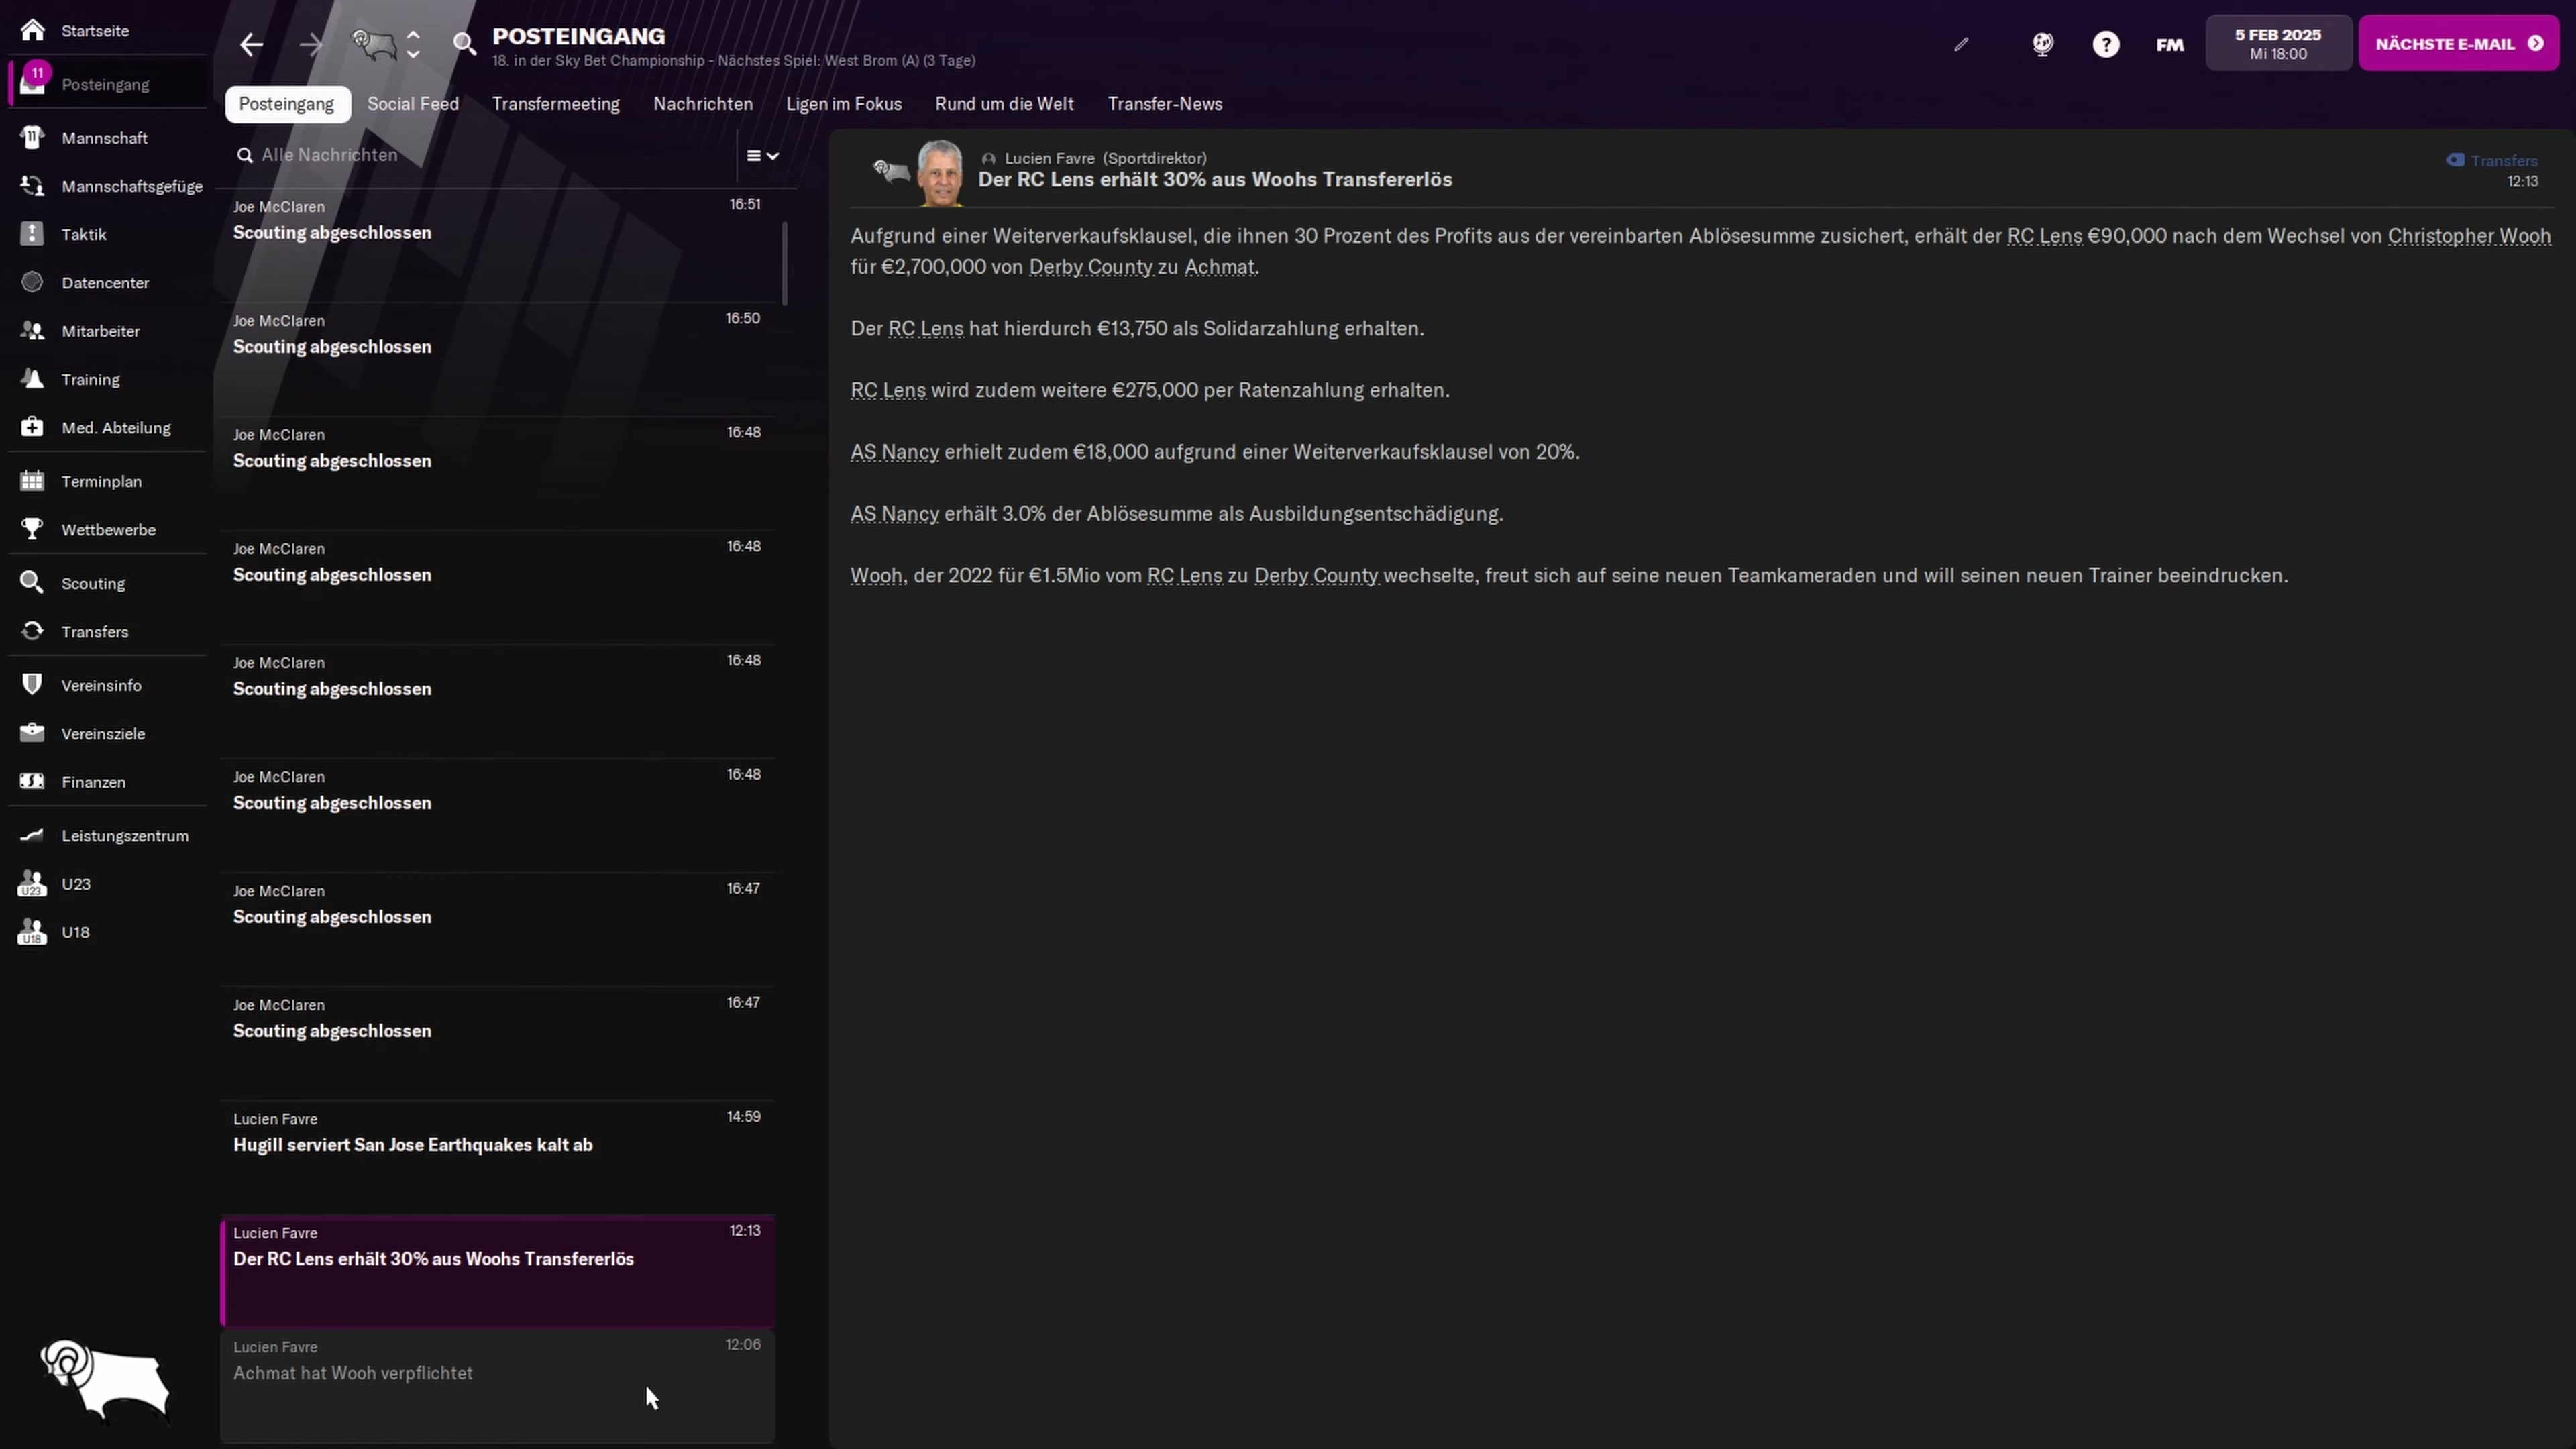 Startseite
11
Posteingang
11
Mannschaft
Mannschaftsgefüge
Taktik
Datencenter
Mitarbeiter
Training
Med. Abteilung
Terminplan
Wettbewerbe
Scouting
Transfers
Vereinsinfo
Vereinsziele
Finanzen
Leistungszentrum
U23
U23
U18
U18
POSTEINGANG
18. in der Sky Bet Championship - Nächstes Spiel: West Brom (A) (3 Tage)
?
FM
5 FEB 2025
Mi 18:00
NÄCHSTE E-MAIL
Posteingang Social Feed Transfermeeting Nachrichten Ligen im Fokus Rund um die Welt Transfer-News
Alle Nachrichten
Joe McClaren 16:51
Scouting abgeschlossen
Joe McClaren 16:50
Scouting abgeschlossen
Joe McClaren 16:48
Scouting abgeschlossen
Joe McClaren 16:48
Scouting abgeschlossen
Joe McClaren 16:48
Scouting abgeschlossen
Joe McClaren 16:48
Scouting abgeschlossen
Joe McClaren 16:47
Scouting abgeschlossen
Joe McClaren 16:47
Scouting abgeschlossen
Lucien Favre 14:59
Hugill serviert San Jose Earthquakes kalt ab
Lucien Favre 12:13
Der RC Lens erhält 30% aus Woohs Transfererlös
Lucien Favre 12:06
Achmat hat Wooh verpflichtet
Lucien Favre (Sportdirektor)
Der RC Lens erhält 30% aus Woohs Transfererlös
Transfers
12:13
Aufgrund einer Weiterverkaufsklausel, die ihnen 30 Prozent des Profits aus der vereinbarten Ablösesumme zusichert, erhält der RC Lens €90,000 nach dem Wechsel von Christopher Wooh
für €2,700,000 von Derby County zu Achmat.
Der RC Lens hat hierdurch €13,750 als Solidarzahlung erhalten.
RC Lens wird zudem weitere €275,000 per Ratenzahlung erhalten.
AS Nancy erhielt zudem €18,000 aufgrund einer Weiterverkaufsklausel von 20%.
AS Nancy erhält 3.0% der Ablösesumme als Ausbildungsentschädigung.
Wooh, der 2022 für €1.5Mio vom RC Lens zu Derby County wechselte, freut sich auf seine neuen Teamkameraden und will seinen neuen Trainer beeindrucken.